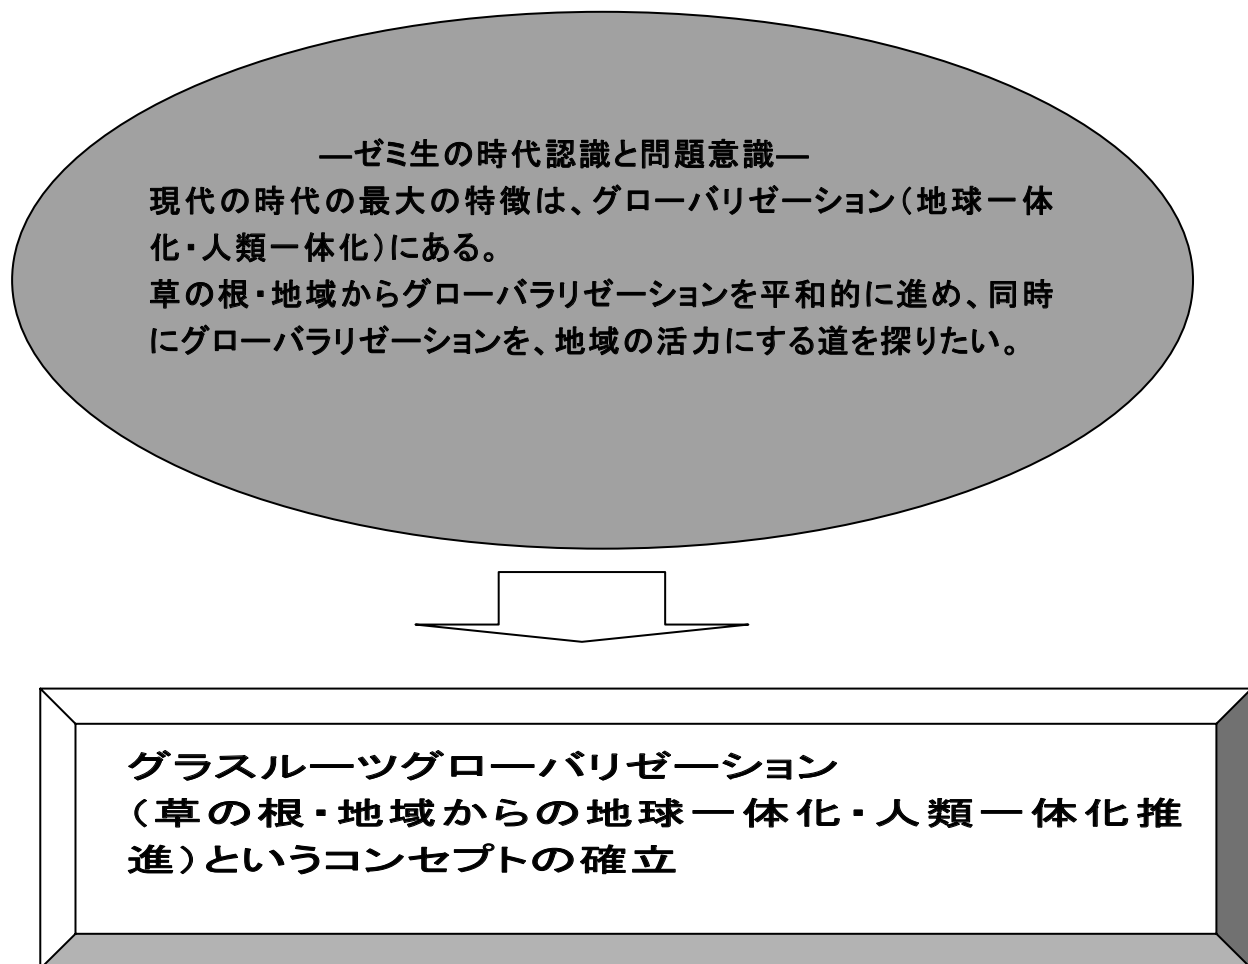 ―ゼミ生の時代認識と問題意識―
現代の時代の最大の特徴は、グローバリゼーション（地球一体
化・人類一体化）にある。
草の根・地域からグローバラリゼーションを平和的に進め、同時
にグローバラリゼーションを、地域の活力にする道を探りたい。
グラスルーツグローバリゼーション
（草の根・地域からの地球一体化・人類一体化推
進）というコンセプトの確立